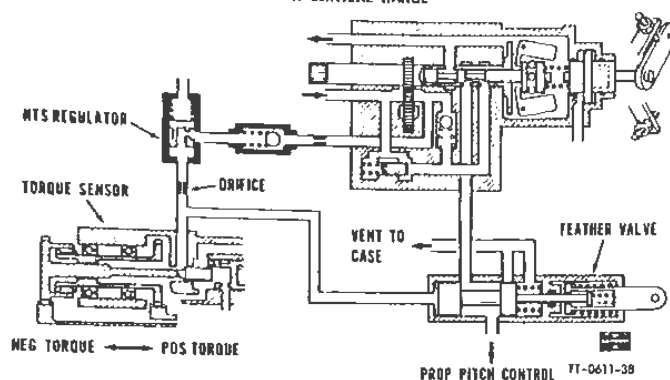 NTS REGULATOR
ORIFICE
TORQUE SENSOR
VENT TO
CASE
FEATHER VALVE
NEG TORQUE
POS TORQUE
PROP PITCH CONTROL
TT-0611-38